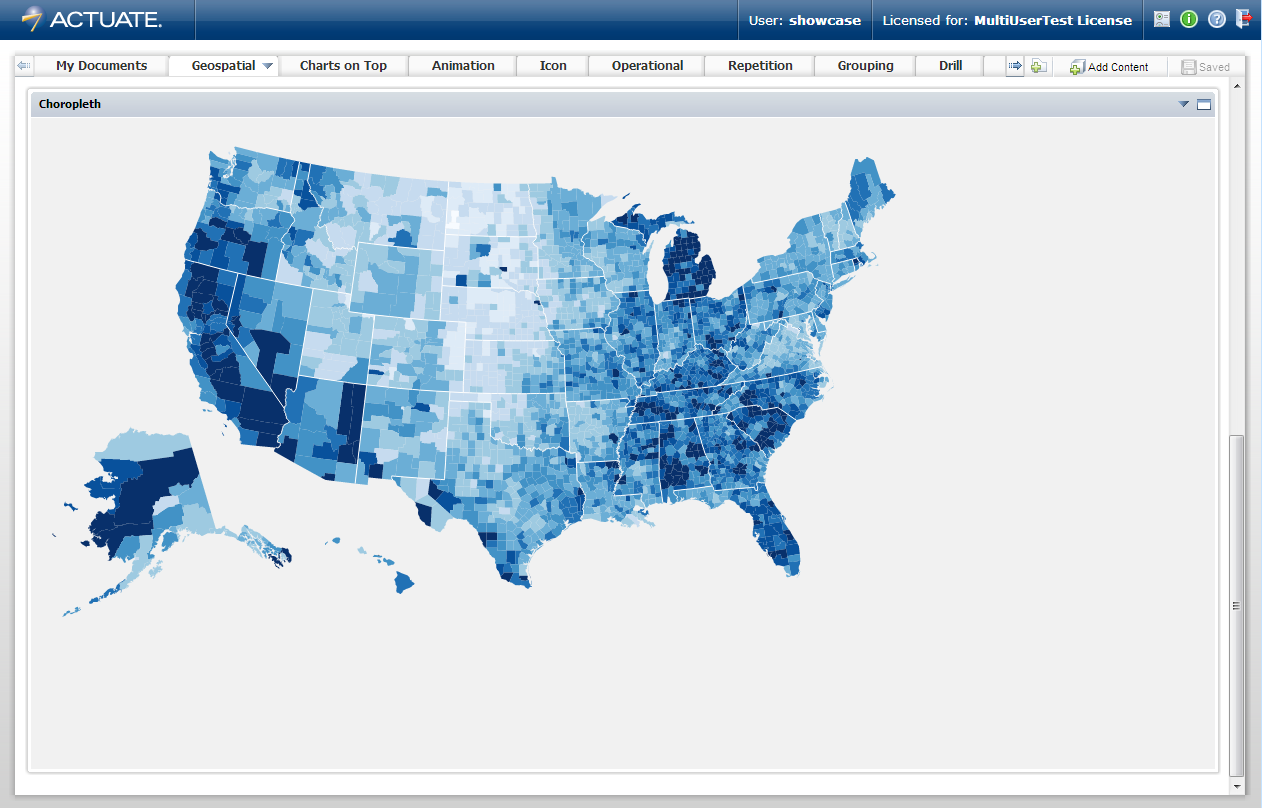 ACTUATE.
User: showcase
Licensed for: MultiUserTest License
My Documents
Geospatial
Charts on Top
Animation
Icon
Operational
Repetition
Grouping
Drill
Add Content
Saved
Choropleth